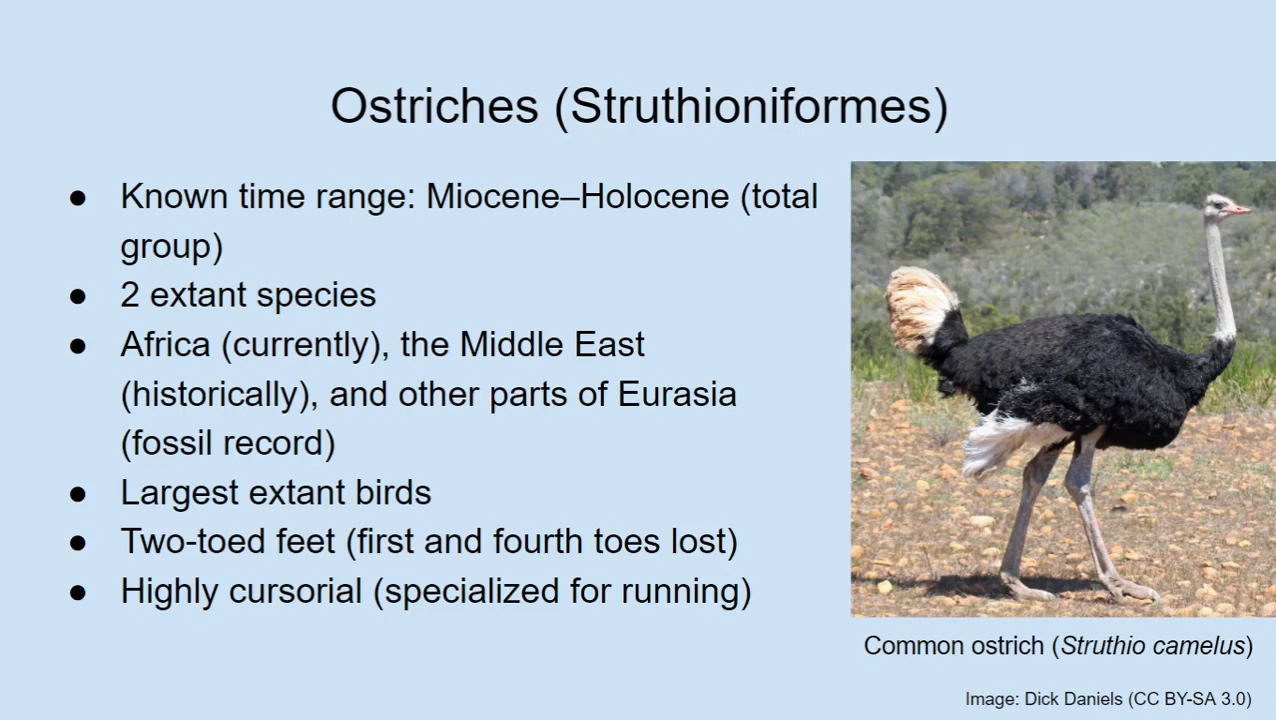 Ostriches (Struthioniformes)
● Known time range: Miocene–Holocene (total
group)
● 2 extant species
● Africa (currently), the Middle East
(historically), and other parts of Eurasia
(fossil record)
● Largest extant birds
● Two-toed feet (first and fourth toes lost)
● Highly cursorial (specialized for running)
Common ostrich (Struthio camelus)
Image: Dick Daniels (CC BY-SA 3.0)